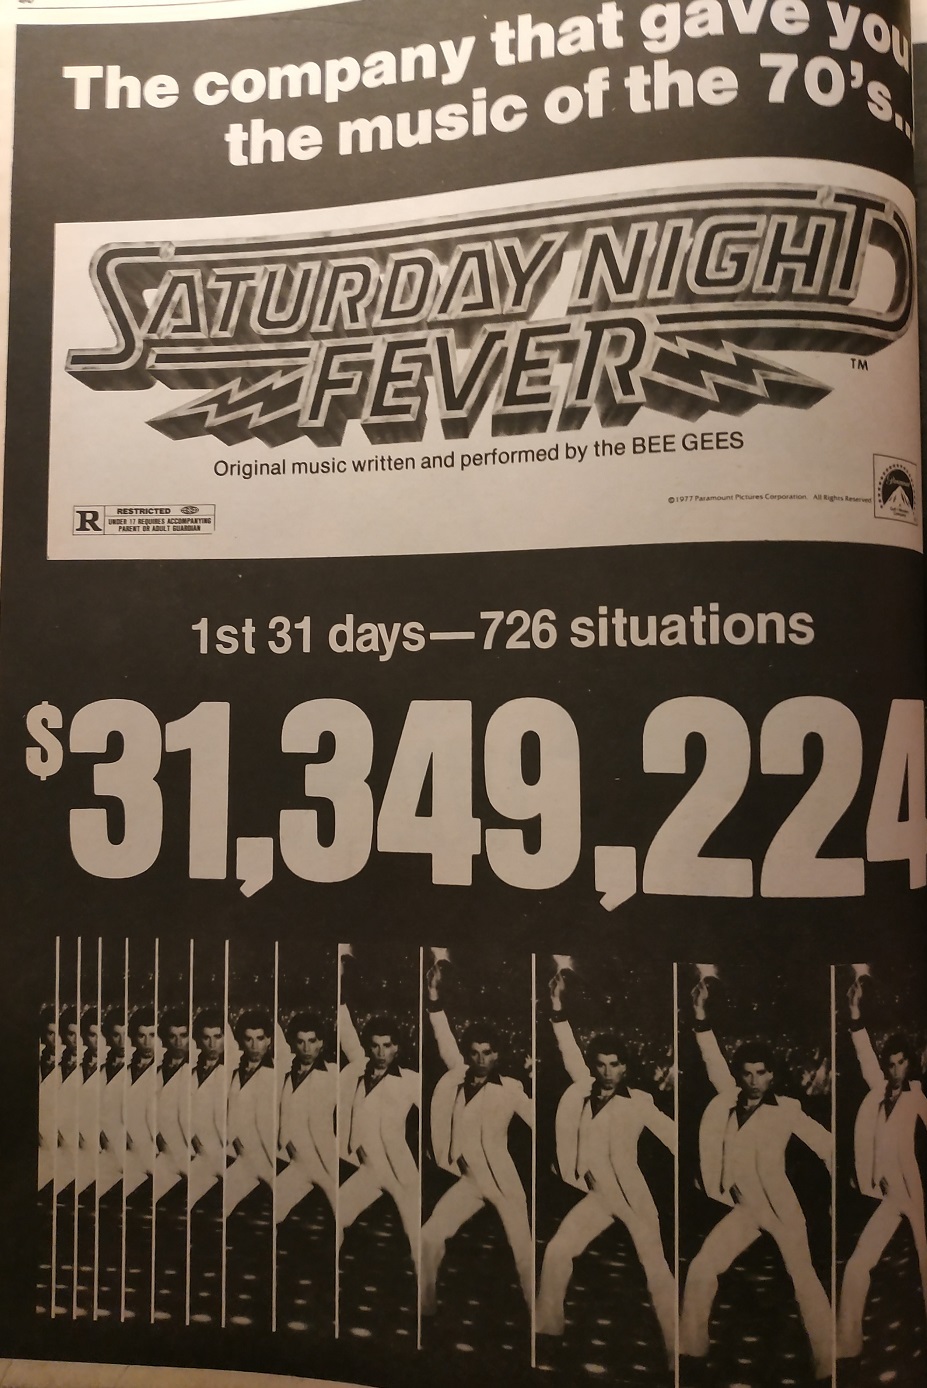 The company that gave you
the music of the 70's..
SATURDAY NIGHT
FEVER
TM
Original music written and performed by the BEE GEES
R
RESTRICTED
UNDER 17 REQUIRES ACCOMPANYING
PARENT OR ADULT GUARDIAN
©1977 Paramount Pictures Corporation. All Rights Reserved
Paramount
1st 31 days—726 situations
$31,349,224